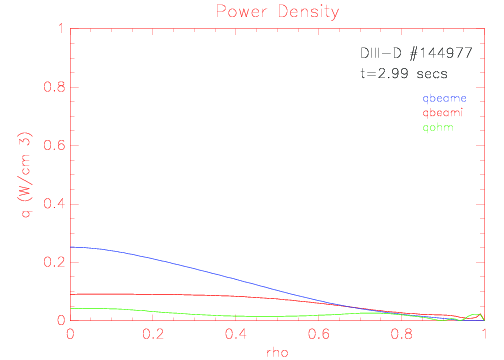 Power Density
DIII-D #144977
t=2.99 secs
qbeame
qbeami
qohm
q (W/cm 3)
1
0.8
0.6
0.4
0.2
0
0 0.2 0.4 0.6 0.8 1
rho